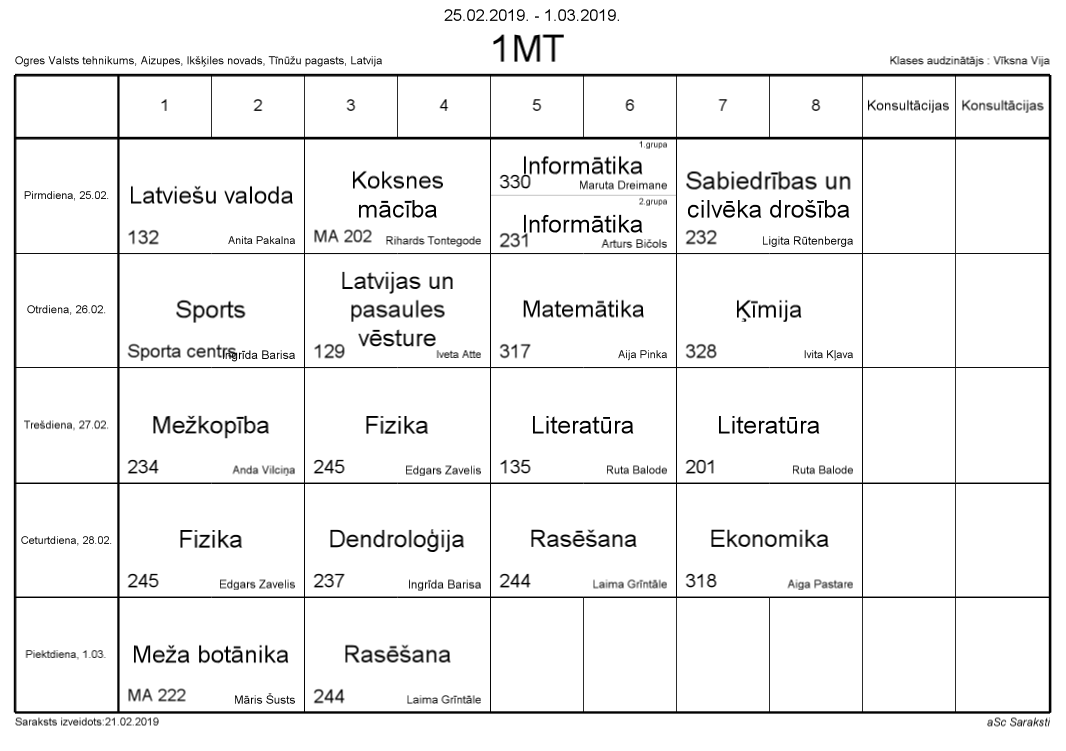 25.02.2019. - 1.03.2019.
1MT
Ogres Valsts tehnikums, Aizupes, Ikšķiles novads, Tīnūžu pagasts, Latvija
Klases audzinātājs : Vīksna Vija
1 2 3 4 5 6 7 8 Konsultācijas Konsultācijas
Pirmdiena, 25.02.
Latviešu valoda
132 Anita Pakalna
Koksnes
mācība
MA 202 Rihards Tontegode
1.grupa
Informātika
330 Maruta Dreimane
2.grupa
Informātika
231 Arturs Bičols
Sabiedrības un
cilvēka drošība
232 Ligita Rūtenberga
Otrdiena, 26.02.
Sports
Sporta centrs Ingrīda Barisa
Latvijas un
pasaules
vēsture
129 Iveta Atte
Matemātika
317 Aija Pinka
Ķīmija
328 Ivita Kļava
Trešdiena, 27.02.
Mežkopība
234 Anda Vilciņa
Fizika
245 Edgars Zavelis
Literatūra
135 Ruta Balode
Literatūra
201 Ruta Balode
Ceturtdiena, 28.02.
Fizika
245 Edgars Zavelis
Dendroloģija
237 Ingrīda Barisa
Rasēšana
244 Laima Grīntāle
Ekonomika
318 Aiga Pastare
Piektdiena, 1.03.
Meža botānika
MA 222 Māris Šusts
Rasēšana
244 Laima Grīntāle
Saraksts izveidots:21.02.2019
aSc Saraksti